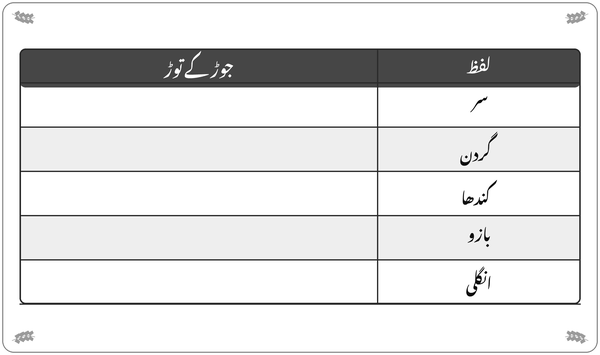 لفظ جوڑ کے توڑ
سر
گردن
کندھا
بازو
انگلی